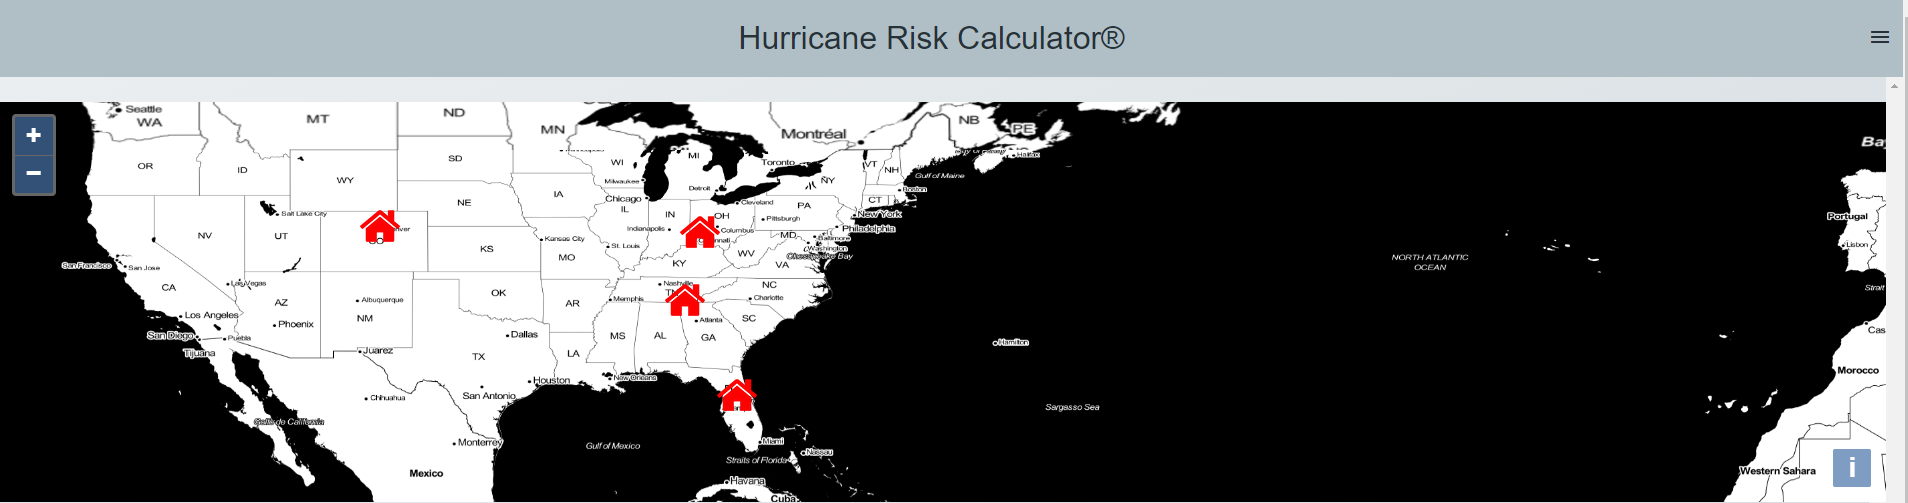 Hurricane Risk Calculator®
+
−
Seattle
WA
MT
ND
MN
Montréal
NB
PE
Halifax
OR
ID
WY
SD
WI
MI
Toronto
VT
NH
Gulf of Maine
Boston
Milwaukee
Detroit
NY
IA
NE
Chicago
IL
IN
OH
Cleveland
PA
CT
New York
Pittsburgh
Philadelphia
Salt Lake City
NV
UT
CO
KS
Kansas City
MO
St. Louis
Indianapolis
Columbus
MD
Baltimore
Washington
Chesapeake Bay
WV
VA
KY
San Francisco
San Jose
CA
Las Vegas
AZ
Albuquerque
NM
OK
AR
Memphis
Nashville
NC
Charlotte
SC
Atlanta
GA
AL
MS
Los Angeles
Phoenix
San Diego
Puebla
Tijuana
Juarez
Dallas
TX
LA
Houston
New Orleans
San Antonio
Chihuahua
Golfo de California
Monterrey
Mexico
Gulf of Mexico
Miami
Nassau
Straits of Florida
Havana
Cuba
Hamilton
Sargasso Sea
NORTH ATLANTIC
OCEAN
Portugal
Lisbon
Strait
Cas
Morocco
Western Sahara
i